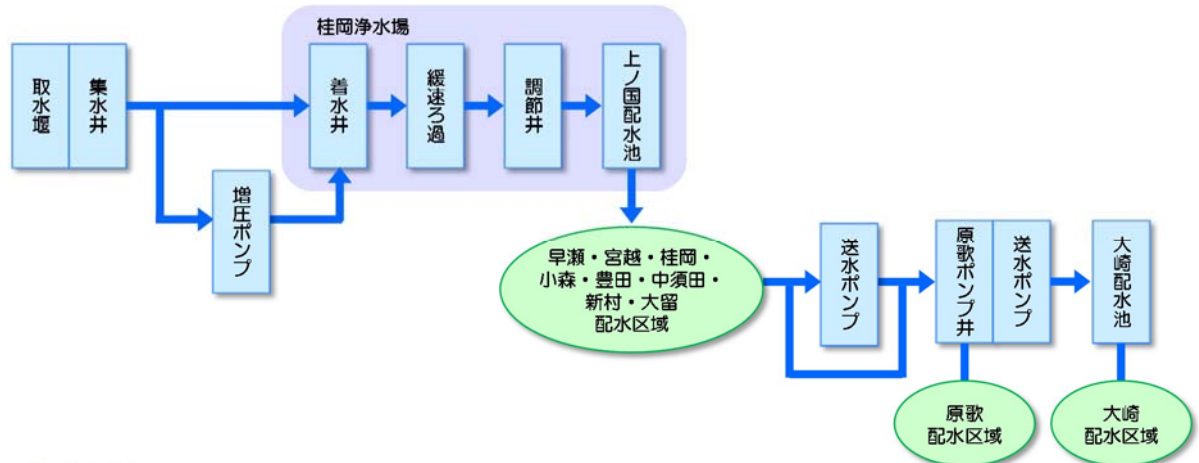 桂岡浄水場
取水堰
集水井
着水井
緩速ろ過
調節井
上ノ国配水池
増圧ポンプ
早瀬・宮越・桂岡・
小森・豊田・中須田・
新村・大留
配水区域
送水ポンプ
原歌ポンプ井
送水ポンプ
大崎配水池
原歌
配水区域
大崎
配水区域